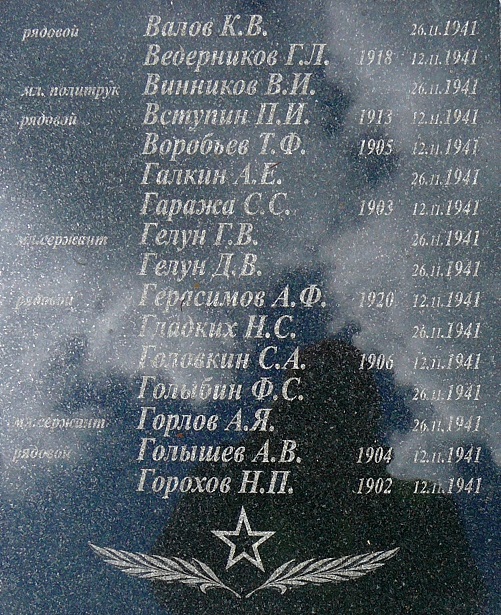 рядовой Валов К.В. 26.11.1941
Ведерников Г.Л. 1918 12.11.1941
мл. политрук Винников В.И. 26.11.1941
рядовой Вступин П.И. 1913 12.11.1941
Воробьев Т.Ф. 1905 12.11.1941
Галкин А.Е. 26.11.1941
Гаража С.С. 1903 12.11.1941
мл.сержант Гелун Г.В. 26.11.1941
Гелун Д.В. 26.11.1941
рядовой Герасимов А.Ф. 1920 12.11.1941
Гладких Н.С. 26.11.1941
Головкин С.А. 1906 12.11.1941
Голыбин Ф.С. 26.11.1941
мл.сержант Горлов А.Я. 26.11.1941
рядовой Голышев А.В. 1904 12.11.1941
Горохов Н.П. 1902 12.11.1941